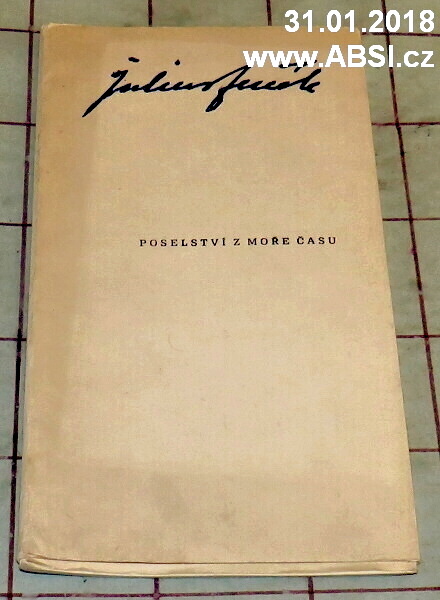 31.01.2018
www.ABSI.cz
Julius Fučík
POSELSTVÍ Z MOŘE ČASU